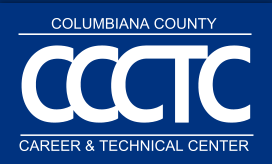 COLUMBIANA COUNTY
CCCTC
CAREER & TECHNICAL CENTER